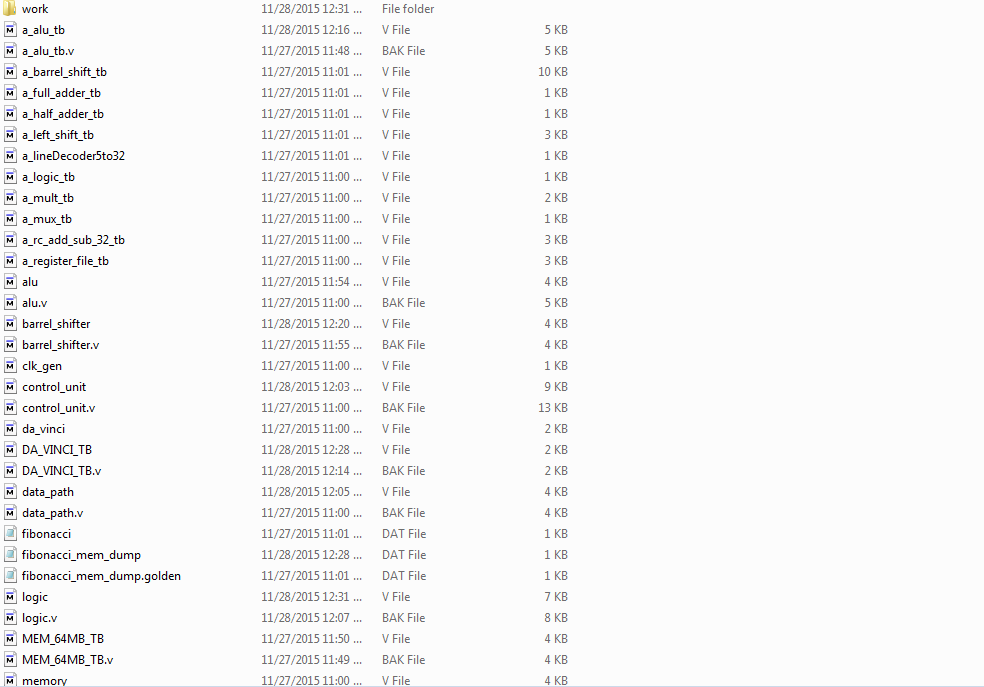 work 11/28/2015 12:31 ... File folder
a_alu_tb 11/28/2015 12:16 ... V File 5 KB
a_alu_tb.v 11/27/2015 11:48 ... BAK File 5 KB
a_barrel_shift_tb 11/27/2015 11:01 ... V File 10 KB
a_full_adder_tb 11/27/2015 11:01 ... V File 1 KB
a_half_adder_tb 11/27/2015 11:01 ... V File 1 KB
a_left_shift_tb 11/27/2015 11:01 ... V File 3 KB
a_lineDecoder5to32 11/27/2015 11:01 ... V File 1 KB
a_logic_tb 11/27/2015 11:00 ... V File 1 KB
a_mult_tb 11/27/2015 11:00 ... V File 2 KB
a_mux_tb 11/27/2015 11:00 ... V File 1 KB
a_rc_add_sub_32_tb 11/27/2015 11:00 ... V File 3 KB
a_register_file_tb 11/27/2015 11:00 ... V File 3 KB
alu 11/27/2015 11:54 ... V File 4 KB
alu.v 11/27/2015 11:00 ... BAK File 5 KB
barrel_shifter 11/28/2015 12:20 ... V File 4 KB
barrel_shifter.v 11/27/2015 11:55 ... BAK File 4 KB
clk_gen 11/27/2015 11:00 ... V File 1 KB
control_unit 11/28/2015 12:03 ... V File 9 KB
control_unit.v 11/27/2015 11:00 ... BAK File 13 KB
da_vinci 11/27/2015 11:00 ... V File 2 KB
DA_VINCI_TB 11/28/2015 12:28 ... V File 2 KB
DA_VINCI_TB.v 11/28/2015 12:14 ... BAK File 2 KB
data_path 11/28/2015 12:05 ... V File 4 KB
data_path.v 11/27/2015 11:00 ... BAK File 4 KB
fibonacci 11/27/2015 11:01 ... DAT File 1 KB
fibonacci_mem_dump 11/28/2015 12:28 ... DAT File 1 KB
fibonacci_mem_dump.golden 11/27/2015 11:01 ... DAT File 1 KB
logic 11/28/2015 12:31 ... V File 7 KB
logic.v 11/28/2015 12:07 ... BAK File 8 KB
MEM_64MB_TB 11/27/2015 11:50 ... V File 4 KB
MEM_64MB_TB.v 11/27/2015 11:49 ... BAK File 4 KB
memory 11/27/2015 11:00 ... V File 4 KB